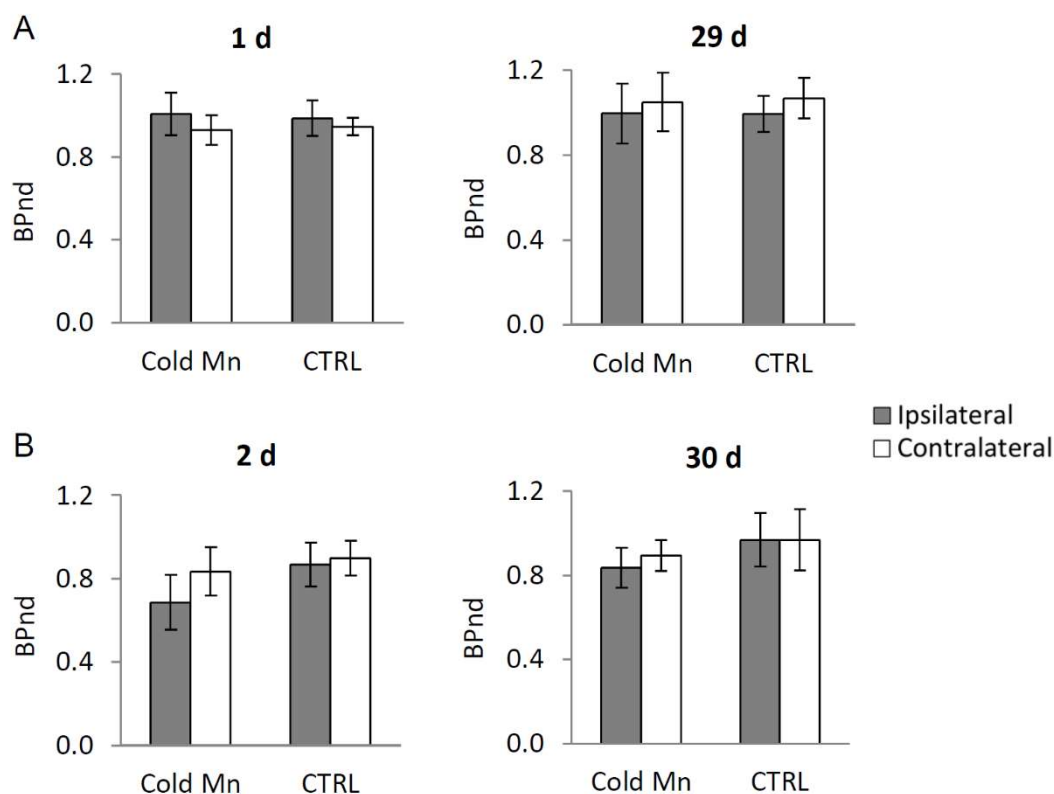 A
1 d
29 d
1.2
0.8
0.4
0.0
BPnd
Cold Mn
CTRL
1.2
0.8
0.4
0.0
BPnd
Cold Mn
CTRL
Ipsilateral
Contralateral
B
2 d
30 d
1.2
0.8
0.4
0.0
BPnd
Cold Mn
CTRL
1.2
0.8
0.4
0.0
BPnd
Cold Mn
CTRL